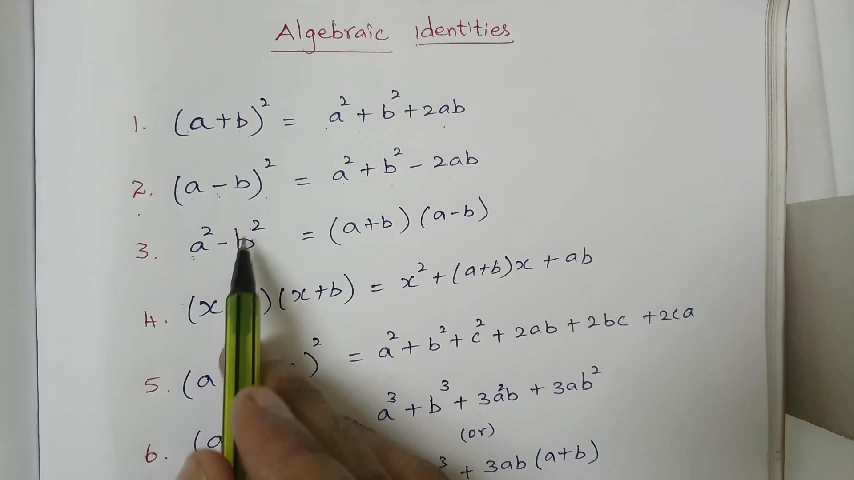 Algebraic Identities
1. (a+b)² = a² + b² + 2ab
2. (a - b)² = a² + b² - 2ab
3. a² - b² = (a+b) (a-b)
4. (x )(x+b) = x² + (a+b)x + ab
5. (a )² = a² + b² + c² + 2ab + 2bc + 2ca
6. (a a³ + b³ + 3a²b + 3ab²
(or)
³ + 3ab (a+b)